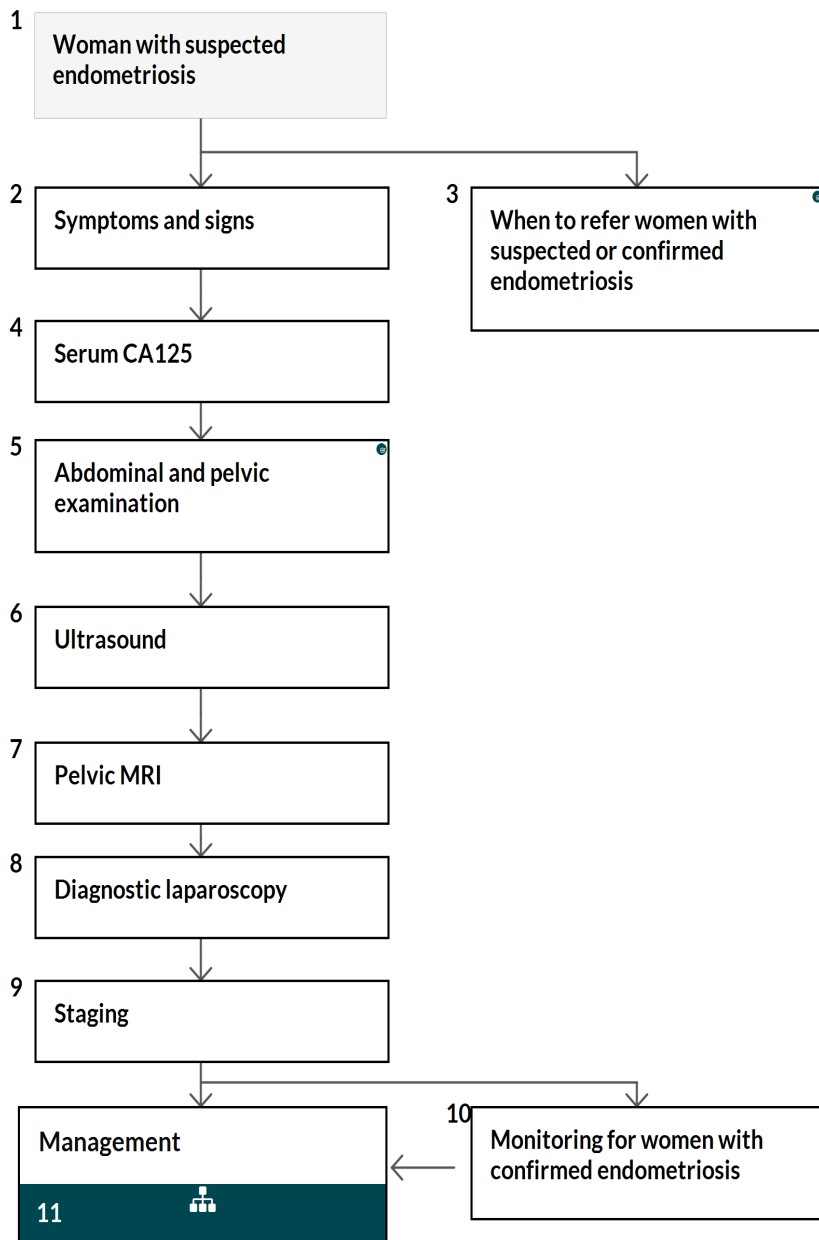 1
Woman with suspected
endometriosis
2
Symptoms and signs
3
When to refer women with
suspected or confirmed
endometriosis
4
Serum CA125
5
Abdominal and pelvic
examination
6
Ultrasound
7
Pelvic MRI
8
Diagnostic laparoscopy
9
Staging
Management
11
10
Monitoring for women with
confirmed endometriosis